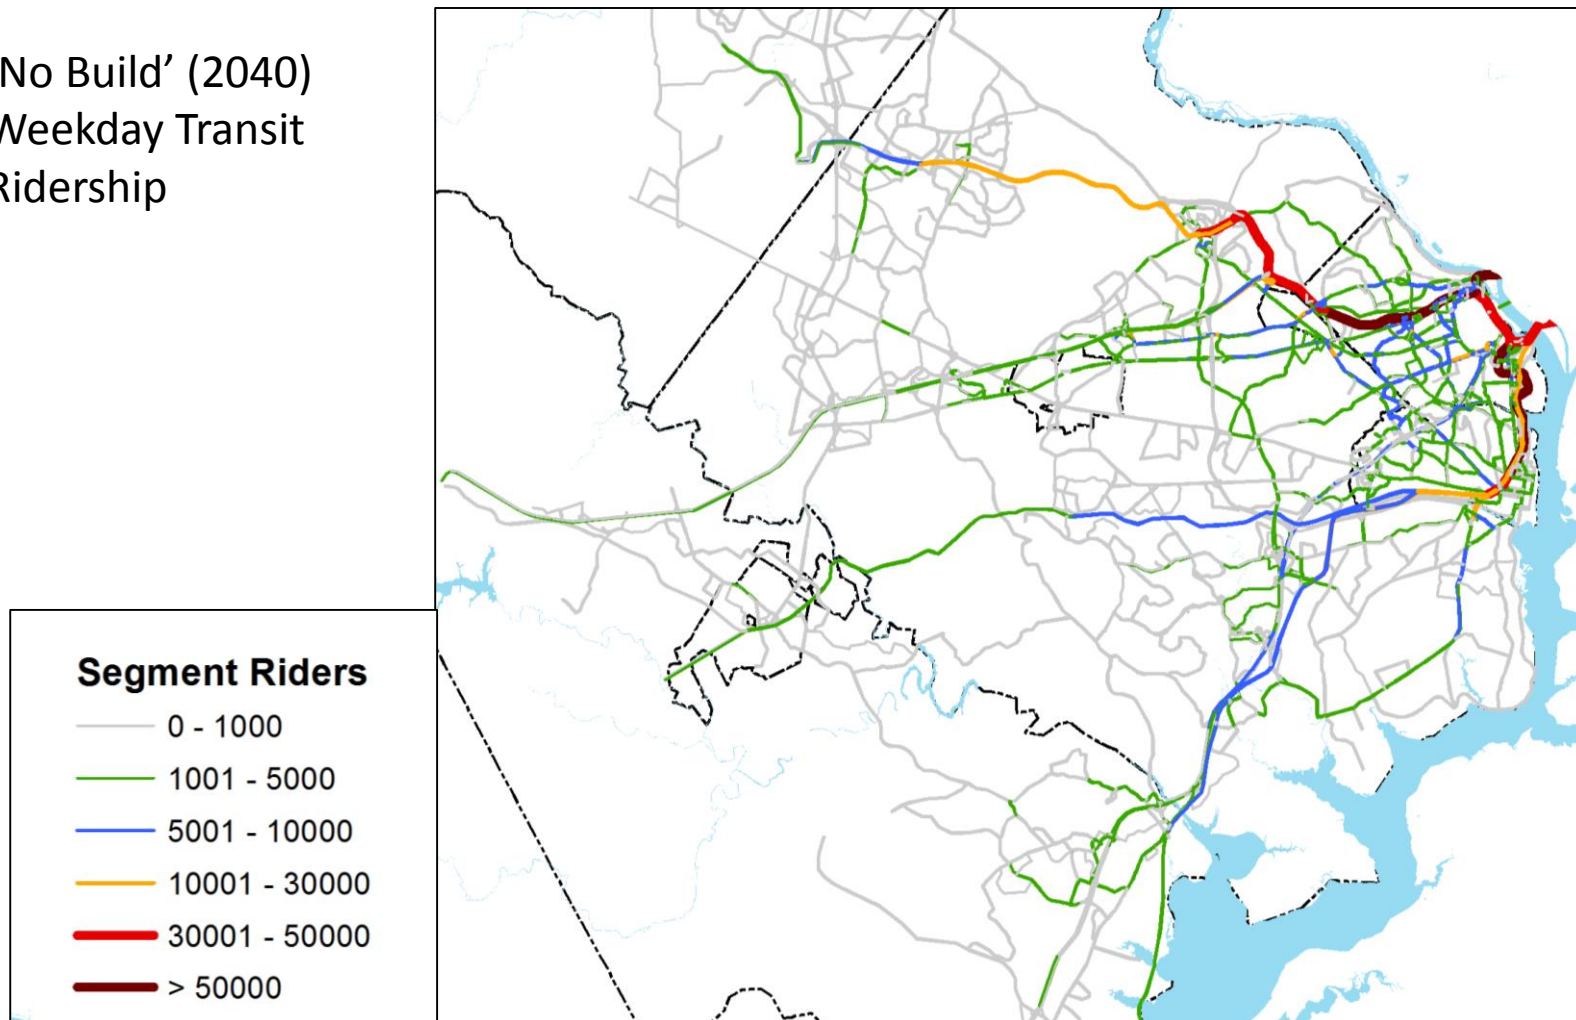 No Build’ (2040)
Weekday Transit
Ridership
Segment Riders
0 - 1000
1001 - 5000
5001 - 10000
10001 - 30000
30001 - 50000
> 50000